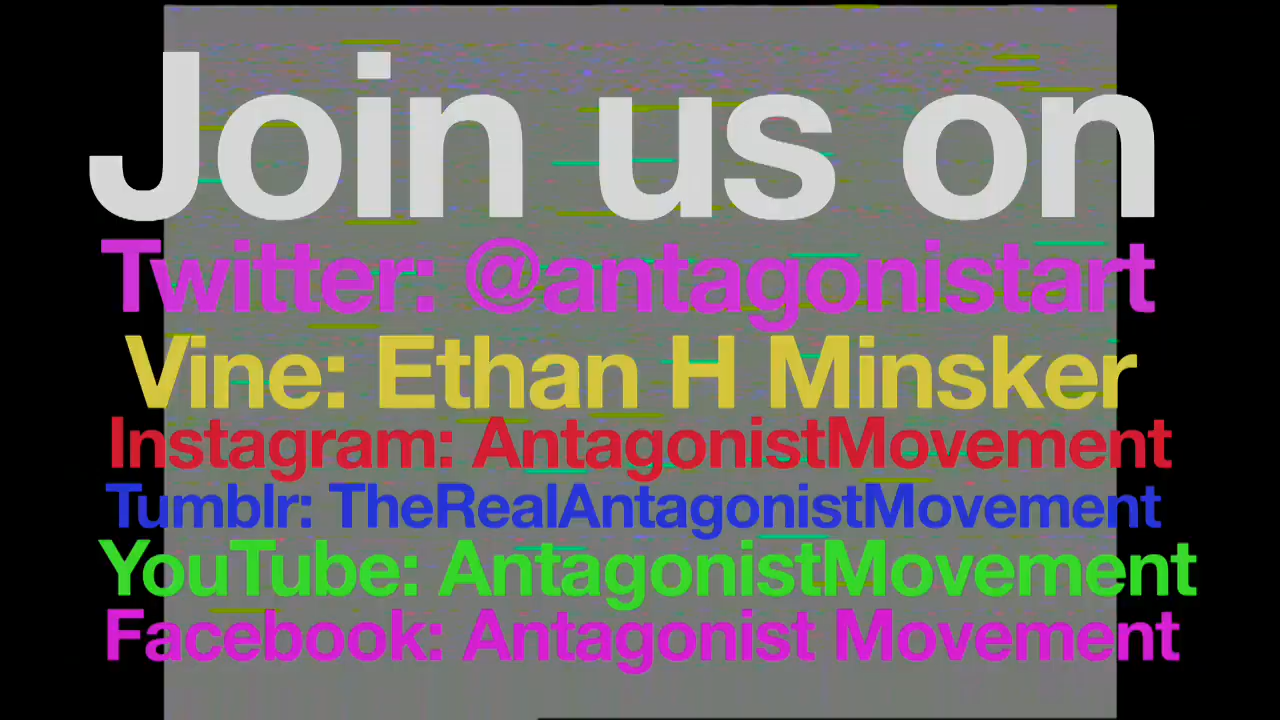 Join us on
Twitter: @antagonistart
Vine: Ethan H Minsker
Instagram: AntagonistMovement
Tumblr: TheRealAntagonistMovement
YouTube: AntagonistMovement
Facebook: Antagonist Movement